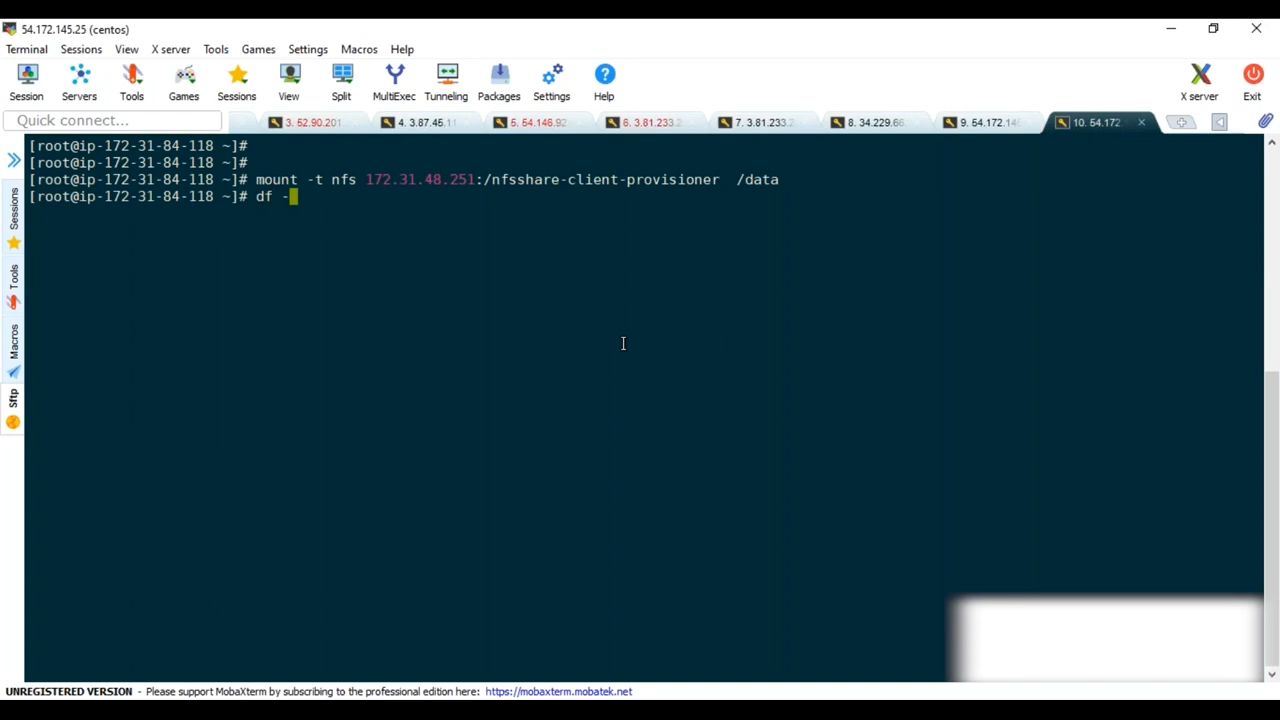 54.172.145.25 (centos)
Terminal Sessions View X server Tools Games Settings Macros Help
Session Servers Tools Games Sessions View Split MultiExec Tunneling Packages Settings Help X server Exit
Quick connect... 3. 52.90.201 4. 3.87.45.11 5. 54.146.92 6. 3.81.233.2 7. 3.81.233.2 8. 34.229.66 9. 54.172.14 10. 54.172
[root@ip-172-31-84-118 ~]#
[root@ip-172-31-84-118 ~]#
[root@ip-172-31-84-118 ~]# mount -t nfs 172.31.48.251:/nfsshare-client-provisioner  /data
[root@ip-172-31-84-118 ~]# df -
Sessions
Tools
Macros
Sftp
UNREGISTERED VERSION - Please support MobaXterm by subscribing to the professional edition here: https://mobaxterm.mobatek.net